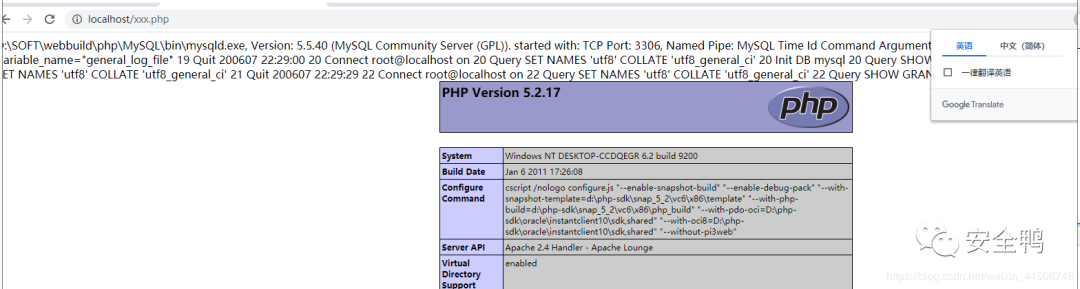 localhost/xxx.php
:\SOFT\webbuild\php\MySQL\bin\mysqld.exe, Version: 5.5.40 (MySQL Community Server (GPL)). started with: TCP Port: 3306, Named Pipe: MySQL Time Id Command Argument
ariable_name="general_log_file" 19 Quit 200607 22:29:00 20 Connect root@localhost on 20 Query SET NAMES 'utf8' COLLATE 'utf8_general_ci' 20 Init DB mysql 20 Query SHOW
ET NAMES 'utf8' COLLATE 'utf8_general_ci' 21 Quit 200607 22:29:29 22 Connect root@localhost on 22 Query SET NAMES 'utf8' COLLATE 'utf8_general_ci' 22 Query SHOW GRAN
英语 中文（简体）
一律翻译英语
Google Translate
PHP Version 5.2.17
php
System Windows NT DESKTOP-CCDQEGR 6.2 build 9200
Build Date Jan 6 2011 17:26:08
Configure Command cscript /nologo configure.js "--enable-snapshot-build" "--enable-debug-pack" "--with-
snapshot-template=d:\php-sdk\snap_5_2\vc6\x86\template" "--with-php-
build=d:\php-sdk\snap_5_2\vc6\x86\php_build" "--with-pdo-oci=D:\php-
sdk\oracle\instantclient10\sdk,shared" "--with-oci8=D:\php-
sdk\oracle\instantclient10\sdk,shared" "--without-pi3web"
Server API Apache 2.4 Handler - Apache Lounge
Virtual Directory Support enabled
安全鸭
https://blog.csdn.net/weixin_44508748